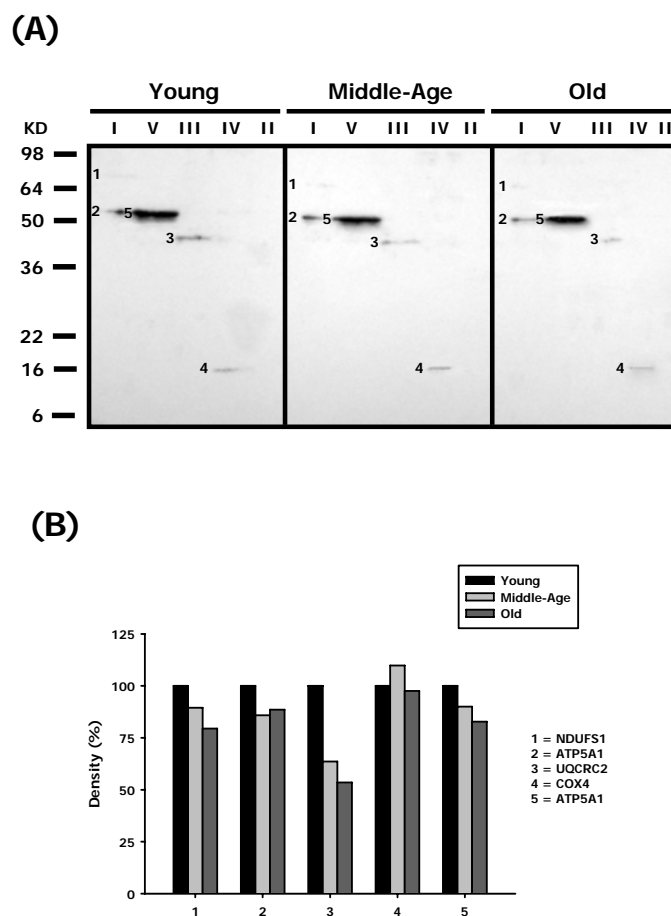 (A)
Young Middle-Age Old
KD I V III IV II I V III IV II I V III IV II
98
1
64 1 1
2 5 2 5 2 5
50
3 3 3
36
22
16 4 4 4
6
(B)
Young
Middle-Age
Old
125
100
75
50
25
0
Density (%)
1 2 3 4 5
1 = NDUFS1
2 = ATP5A1
3 = UQCRC2
4 = COX4
5 = ATP5A1